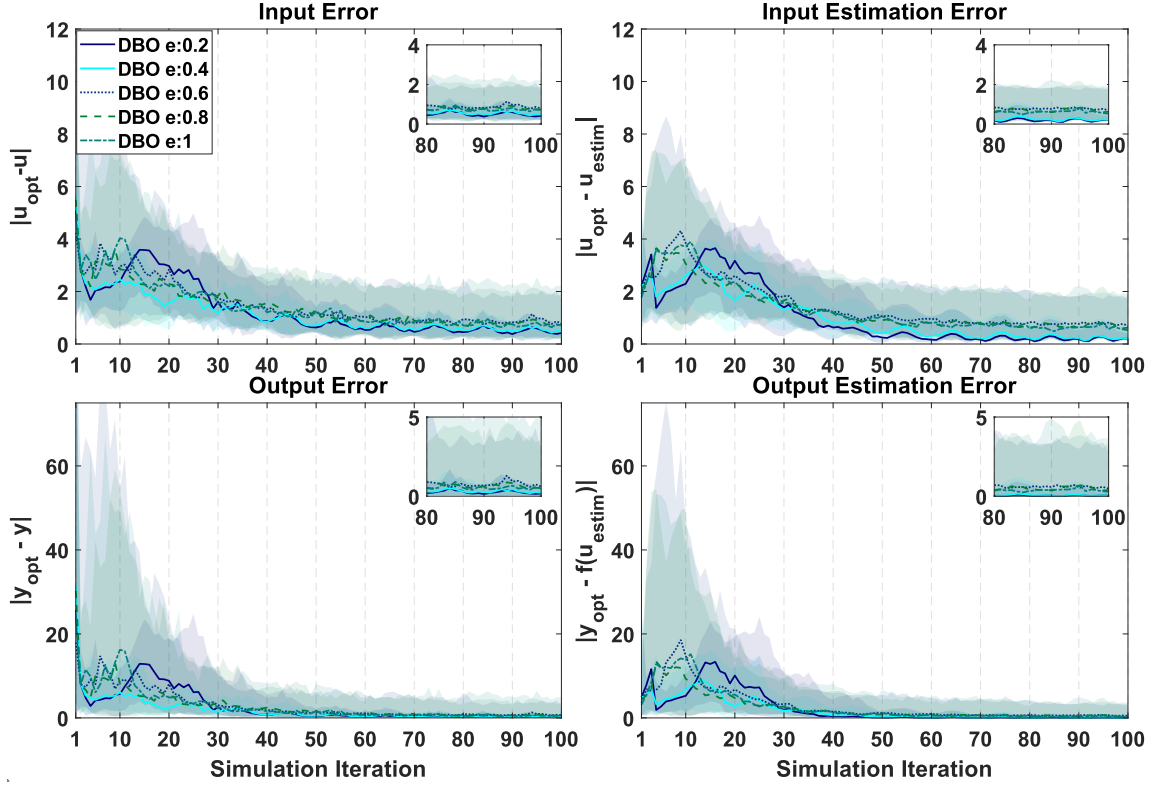 Input Error
12
10
8
6
4
2
0
|u_opt-u|
DBO e:0.2
DBO e:0.4
DBO e:0.6
DBO e:0.8
DBO e:1
4
2
0
80 90 100
1 10 20 30 40 50 60 70 80 90 100
Input Estimation Error
12
10
8
6
4
2
0
|u_opt - u_estim|
4
2
0
80 90 100
1 10 20 30 40 50 60 70 80 90 100
Output Error
60
40
20
0
|y_opt - y|
5
0
80 90 100
1 10 20 30 40 50 60 70 80 90 100
Simulation Iteration
Output Estimation Error
60
40
20
0
|y_opt - f(u_estim)|
5
0
80 90 100
1 10 20 30 40 50 60 70 80 90 100
Simulation Iteration